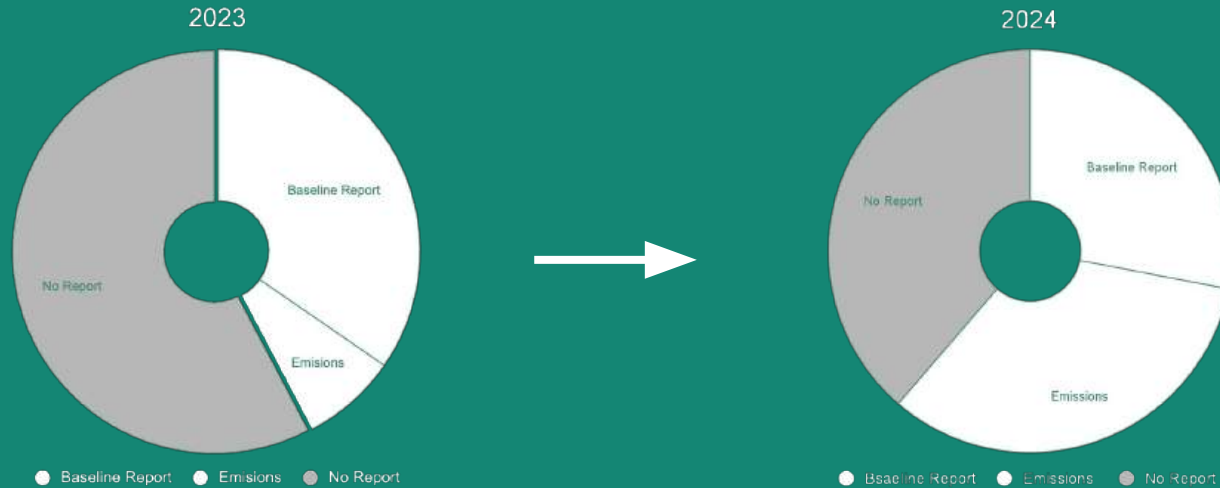 2023
Baseline Report
No Report
Emisions
Baseline Report Emisions No Report
2024
Baseline Report
No Report
Emissions
Bsaeline Report Emissions No Report